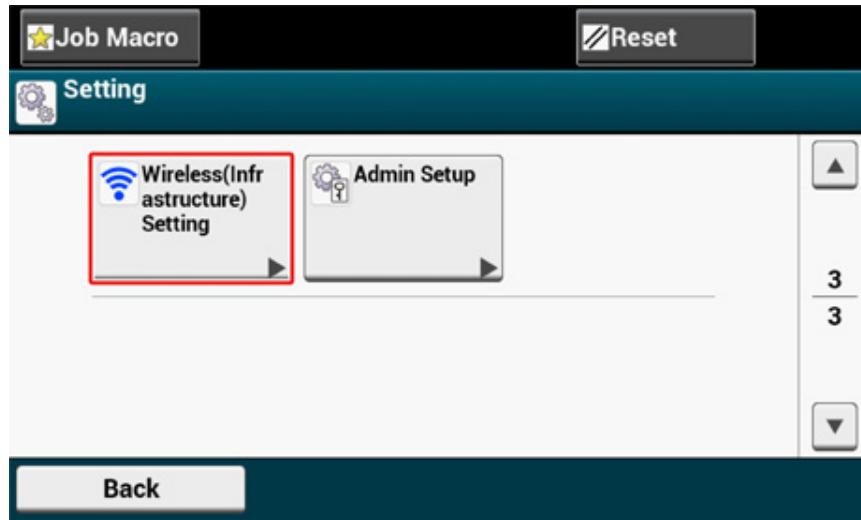 Job Macro
Reset
Setting
Wireless(Infr
astructure)
Setting
Admin Setup
3
3
Back